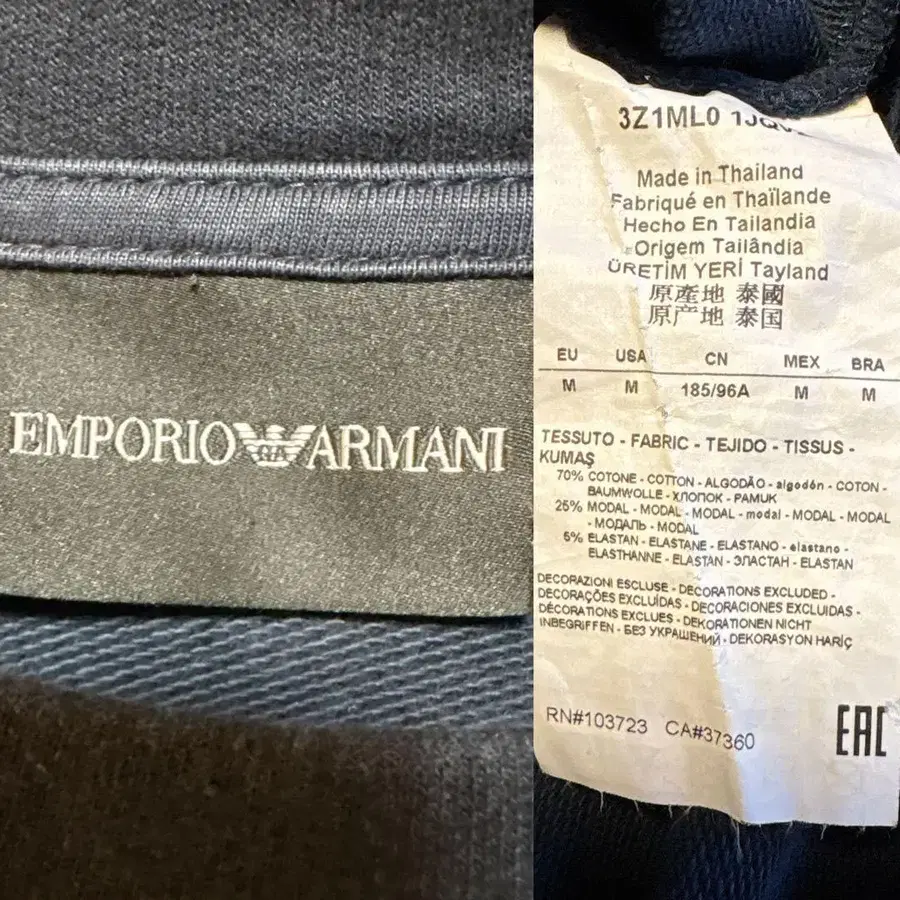 EMPORIO GA ARMANI
3Z1ML0
Made in Thailand
Fabriqué en Thaïlande
Hecho En Tailandia
Origem Tailândia
ÜRETİM YERİ Tayland
原產地 泰國
原产地 泰国
EU USA CN MEX BRA
M M 185/96A M M
TESSUTO - FABRIC - TEJIDO - TISSUS -
KUMAŞ
70% COTONE - COTTON - ALGODÃO - algodón - COTON -
BAUMWOLLE - ХЛОПОК - PAMUK
25% MODAL - MODAL - MODAL - modal - MODAL - MODAL
- МОДАЛЬ - MODAL
5% ELASTAN - ELASTANE - ELASTANO - elastano -
ELASTHANNE - ELASTAN - ЭЛАСТАН - ELASTAN
DECORAZIONI ESCLUSE - DECORATIONS EXCLUDED -
DECORAÇÕES EXCLUÍDAS - DECORACIONES EXCLUIDAS -
DÉCORATIONS EXCLUES - DEKORATIONEN NICHT
INBEGRIFFEN - БЕЗ УКРАШЕНИЙ - DEKORASYON HARİÇ
RN#103723 CA#37360
EAC